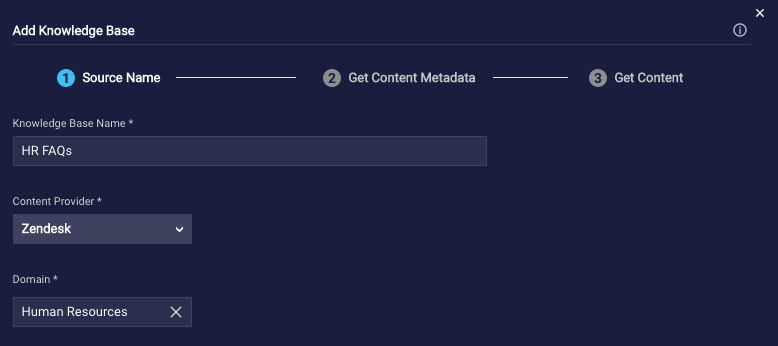 Add Knowledge Base
1 Source Name 2 Get Content Metadata 3 Get Content
Knowledge Base Name *
HR FAQs
Content Provider *
Zendesk
Domain *
Human Resources